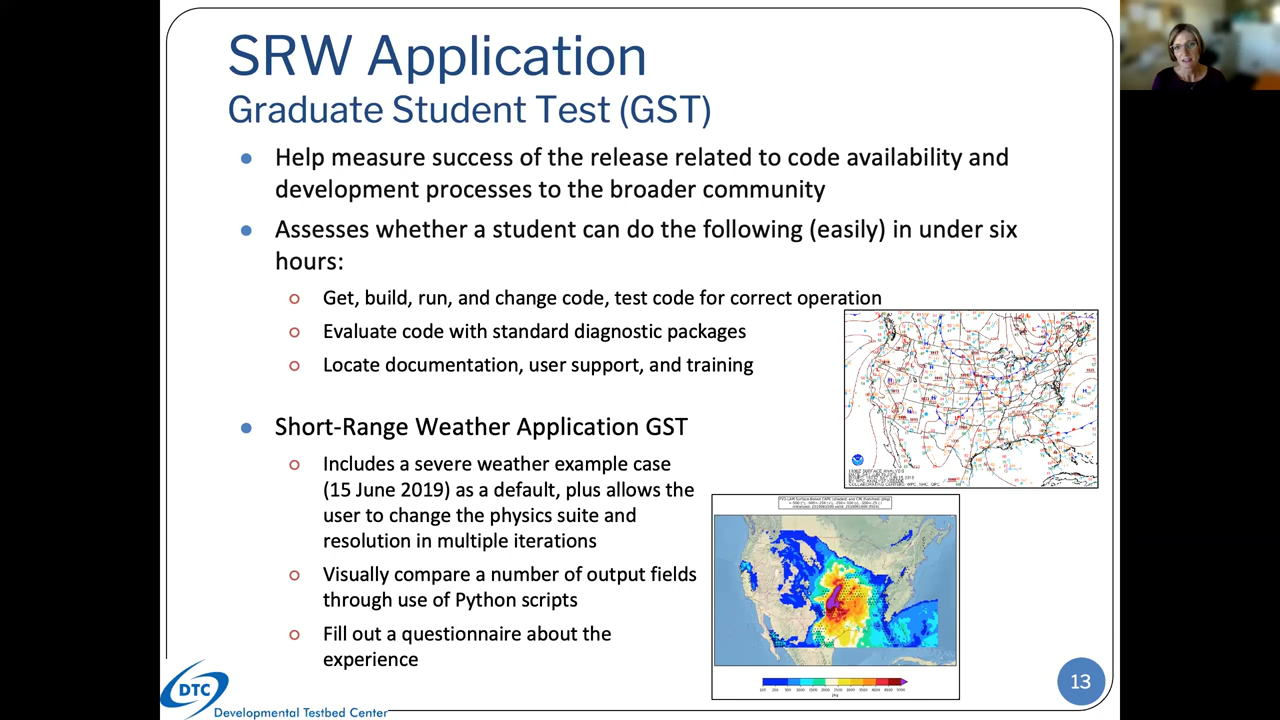 SRW Application
Graduate Student Test (GST)
● Help measure success of the release related to code availability and
development processes to the broader community
● Assesses whether a student can do the following (easily) in under six
hours:
○ Get, build, run, and change code, test code for correct operation
○ Evaluate code with standard diagnostic packages
○ Locate documentation, user support, and training
● Short-Range Weather Application GST
○ Includes a severe weather example case
(15 June 2019) as a default, plus allows the
user to change the physics suite and
resolution in multiple iterations
○ Visually compare a number of output fields
through use of Python scripts
○ Fill out a questionnaire about the
experience
DTC
Developmental Testbed Center
13